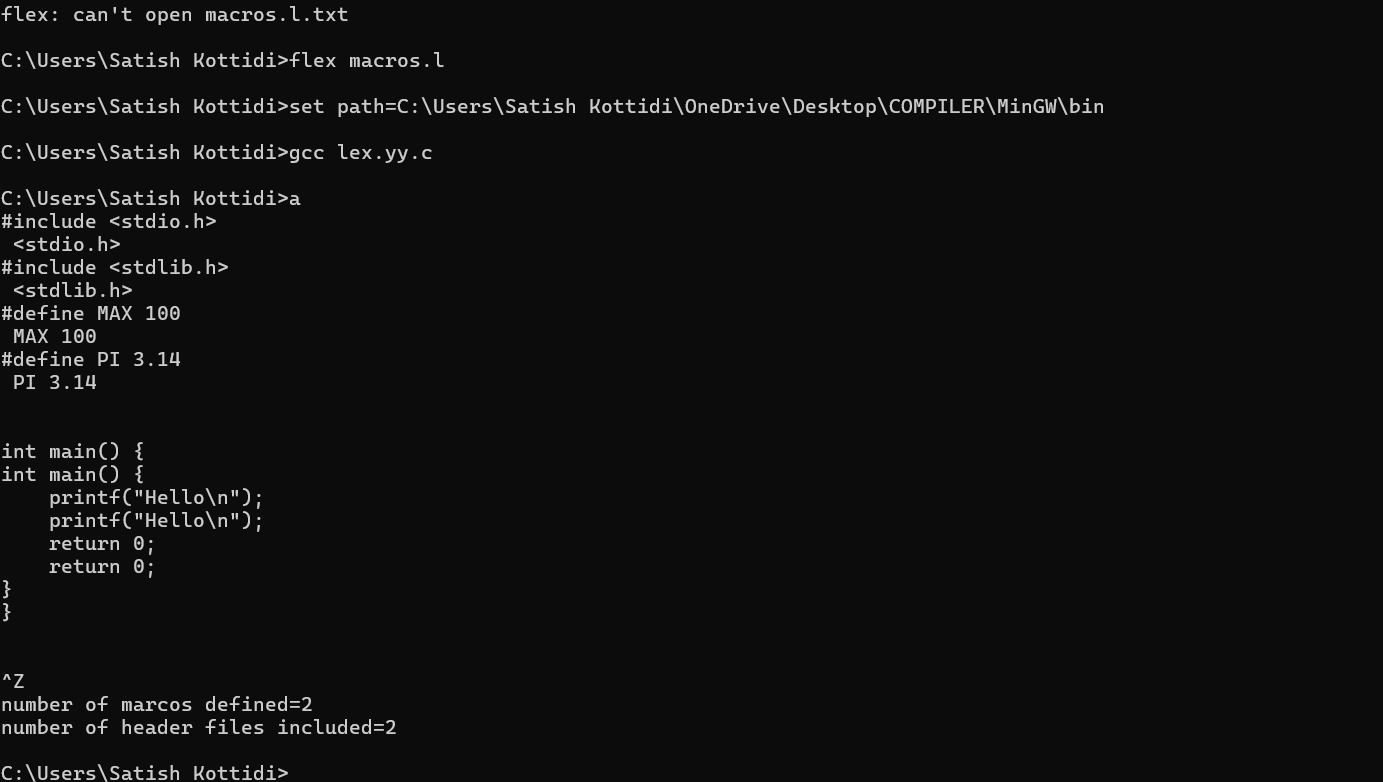 flex: can't open macros.l.txt
C:\Users\Satish Kottidi>flex macros.l
C:\Users\Satish Kottidi>set path=C:\Users\Satish Kottidi\OneDrive\Desktop\COMPILER\MinGW\bin
C:\Users\Satish Kottidi>gcc lex.yy.c
C:\Users\Satish Kottidi>a
#include <stdio.h>
 <stdio.h>
#include <stdlib.h>
 <stdlib.h>
#define MAX 100
 MAX 100
#define PI 3.14
 PI 3.14
int main() {
int main() {
    printf("Hello\n");
    printf("Hello\n");
    return 0;
    return 0;
}
}
^Z
number of marcos defined=2
number of header files included=2
C:\Users\Satish Kottidi>